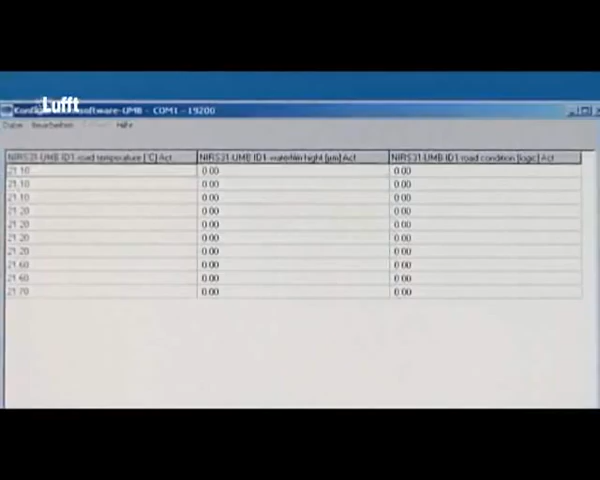 Lufft
software-UMB - COM1 - 19200
Datei Bearbeiten Hilfe
NIRS31-UMB ID1 road temperature [°C] Act NIRS31-UMB ID1 waterfilm hight [µm] Act NIRS31-UMB ID1 road condition [logic] Act
21.10 0.00 0.00
21.10 0.00 0.00
21.10 0.00 0.00
21.20 0.00 0.00
21.20 0.00 0.00
21.20 0.00 0.00
21.20 0.00 0.00
21.60 0.00 0.00
21.60 0.00 0.00
21.70 0.00 0.00